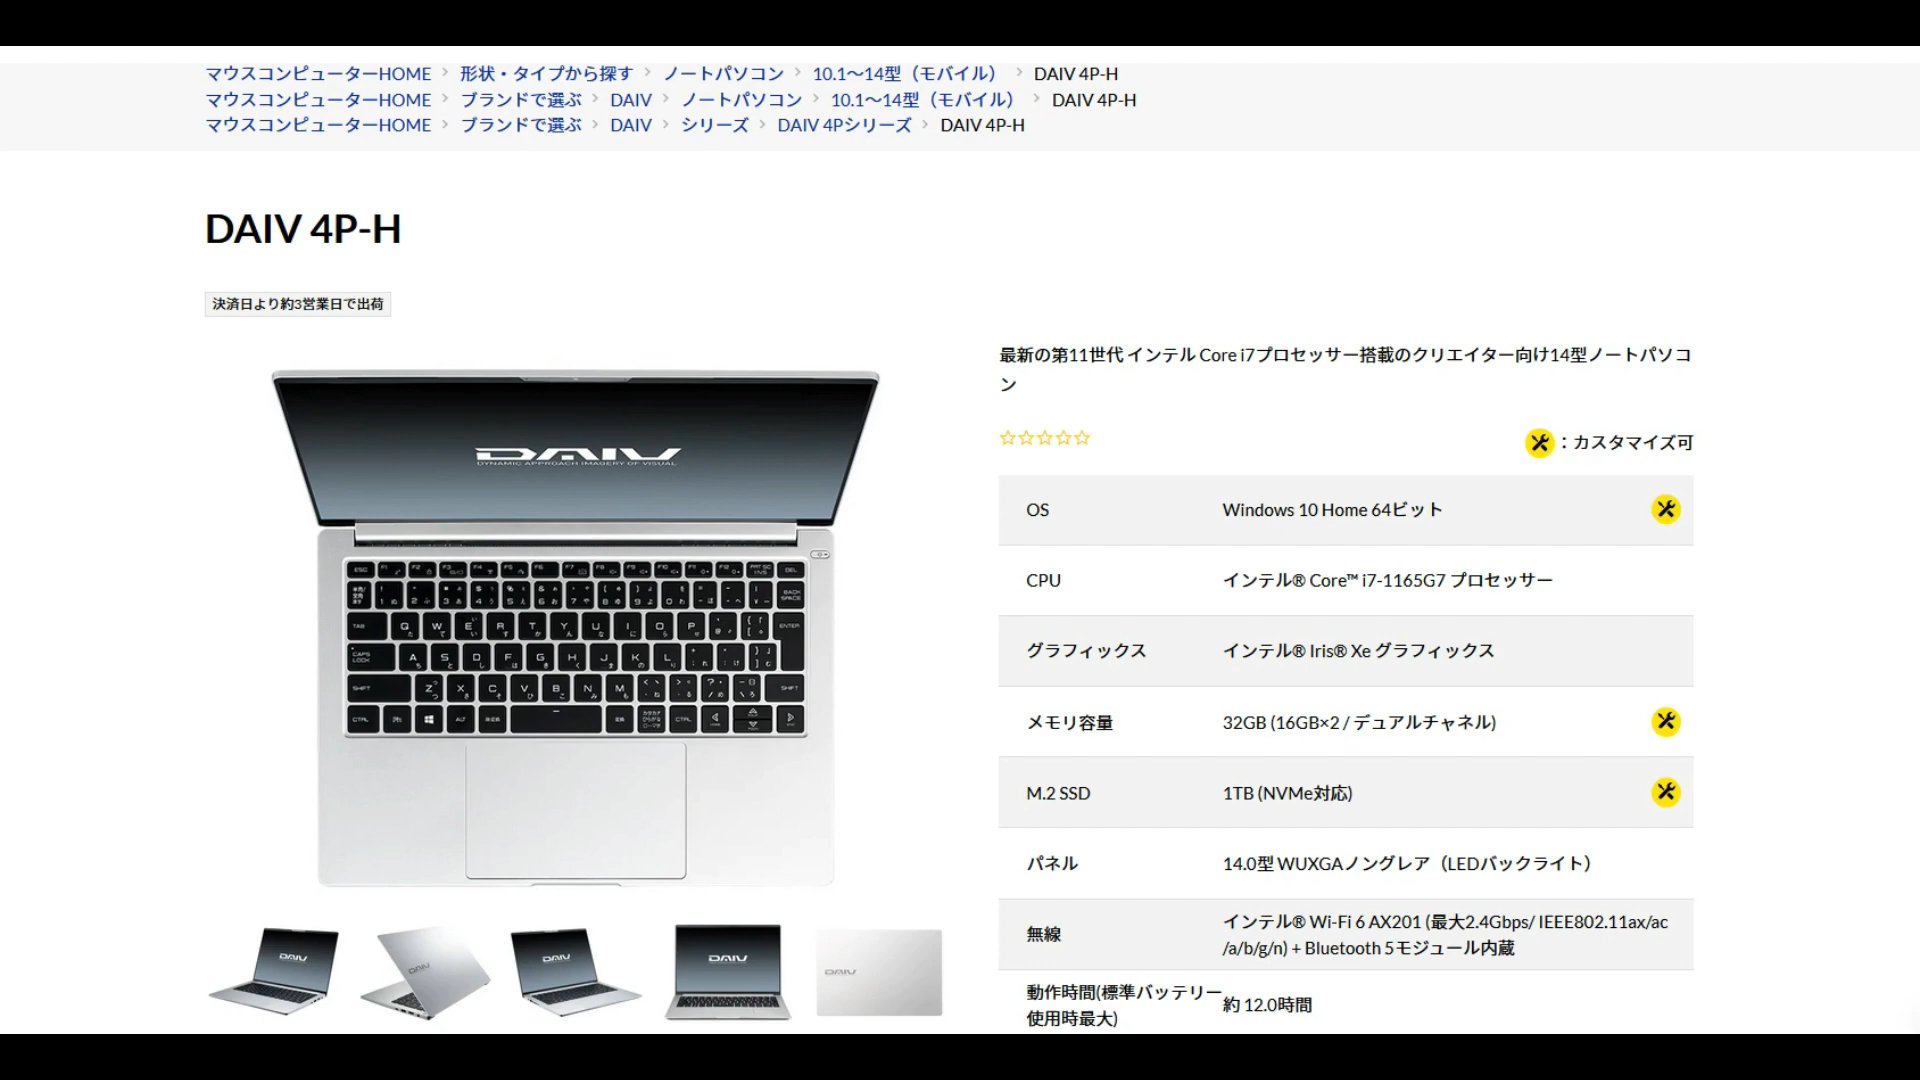 マウスコンピューターHOME > 形状・タイプから探す > ノートパソコン > 10.1～14型（モバイル） > DAIV 4P-H
マウスコンピューターHOME > ブランドで選ぶ > DAIV > ノートパソコン > 10.1～14型（モバイル） > DAIV 4P-H
マウスコンピューターHOME > ブランドで選ぶ > DAIV > シリーズ > DAIV 4Pシリーズ > DAIV 4P-H
DAIV 4P-H
決済日より約3営業日で出荷
DAIV
DYNAMIC APPROACH IMAGERY OF VISUAL
最新の第11世代 インテル Core i7プロセッサー搭載のクリエイター向け14型ノートパソコ
ン
☆☆☆☆☆
：カスタマイズ可
OS Windows 10 Home 64ビット
CPU インテル® Core™ i7-1165G7 プロセッサー
グラフィックス インテル® Iris® Xe グラフィックス
メモリ容量 32GB (16GB×2 / デュアルチャネル)
M.2 SSD 1TB (NVMe対応)
パネル 14.0型 WUXGAノングレア（LEDバックライト）
無線 インテル® Wi-Fi 6 AX201 (最大2.4Gbps/ IEEE802.11ax/ac
/a/b/g/n) + Bluetooth 5モジュール内蔵
動作時間(標準バッテリー 約 12.0時間
使用時最大)
DAIV
DAIV
DAIV
DAIV
DAIV